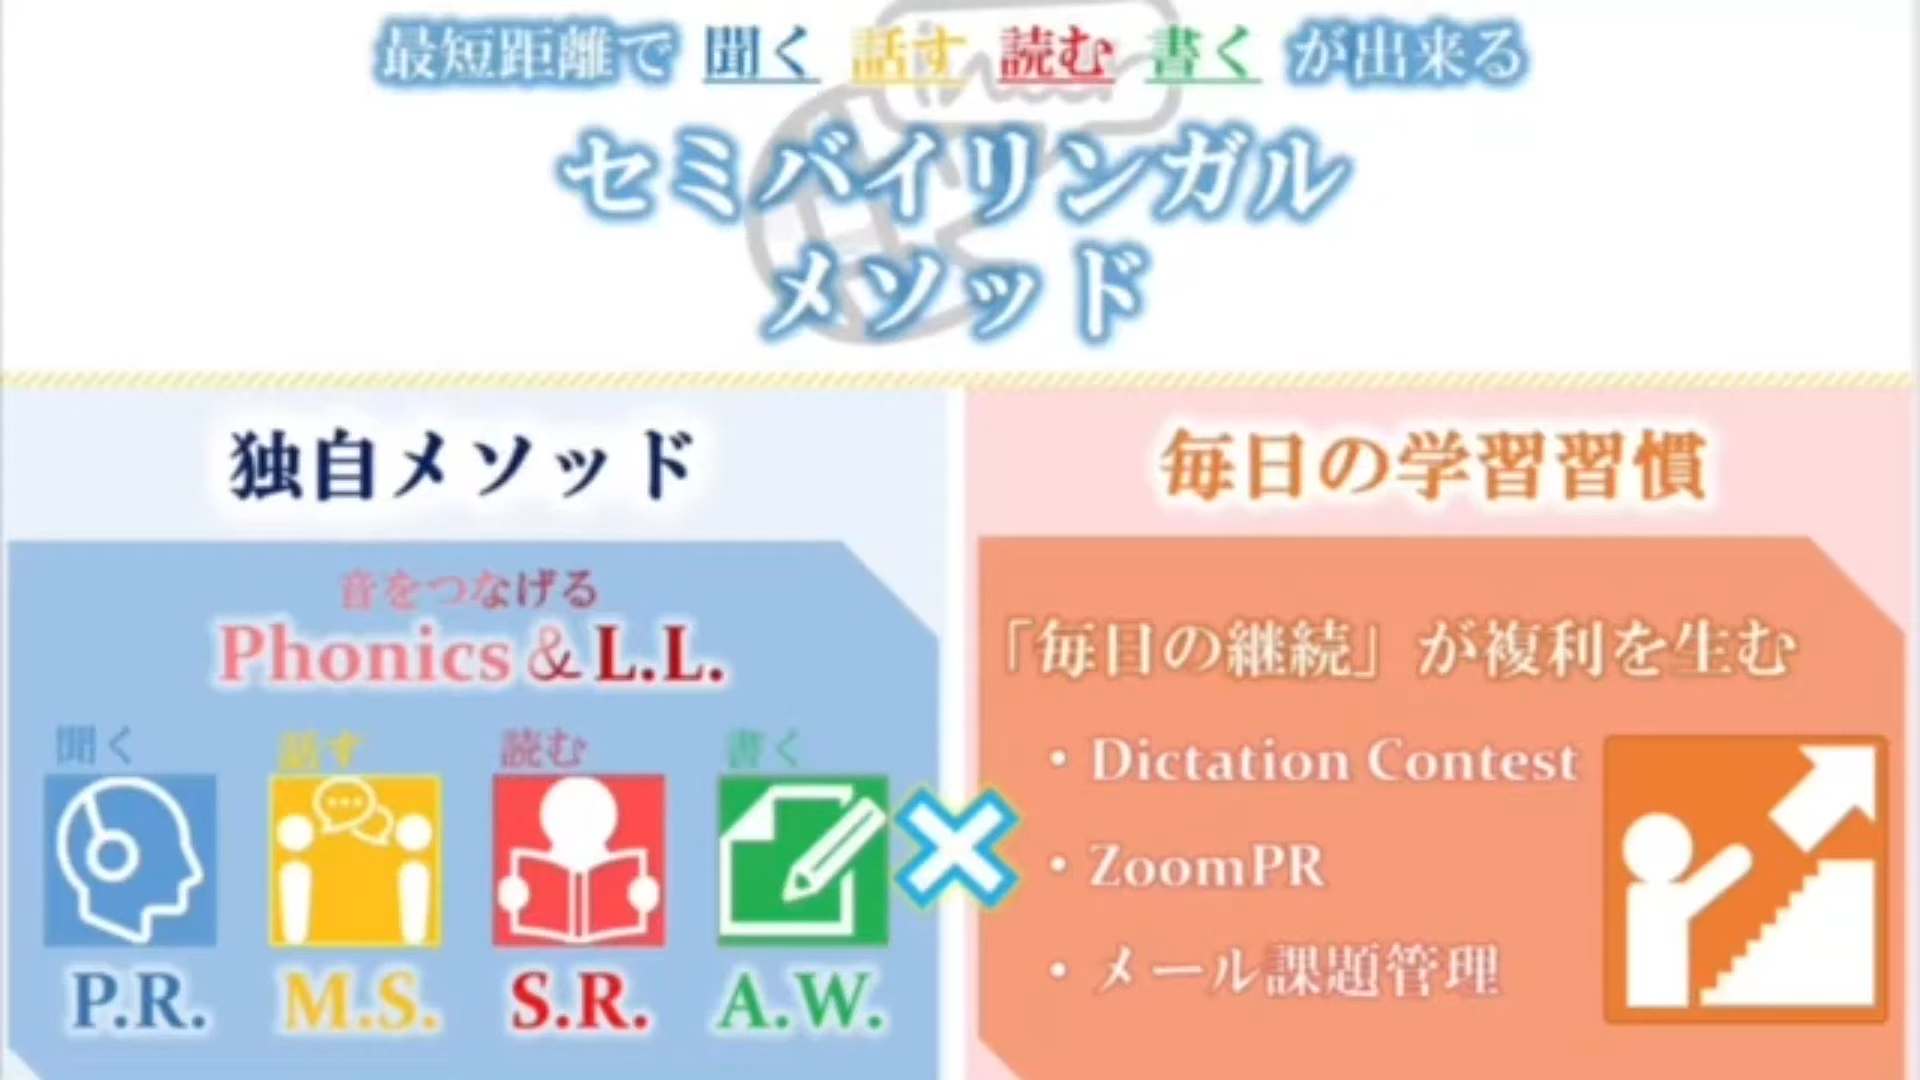 最短距離で 聞く 話す 読む 書く が出来る
セミバイリンガル
メソッド
独自メソッド
音をつなげる
Phonics＆L.L.
聞く 話す 読む 書く
P.R. M.S. S.R. A.W.
毎日の学習習慣
「毎日の継続」が複利を生む
・Dictation Contest
・ZoomPR
・メール課題管理